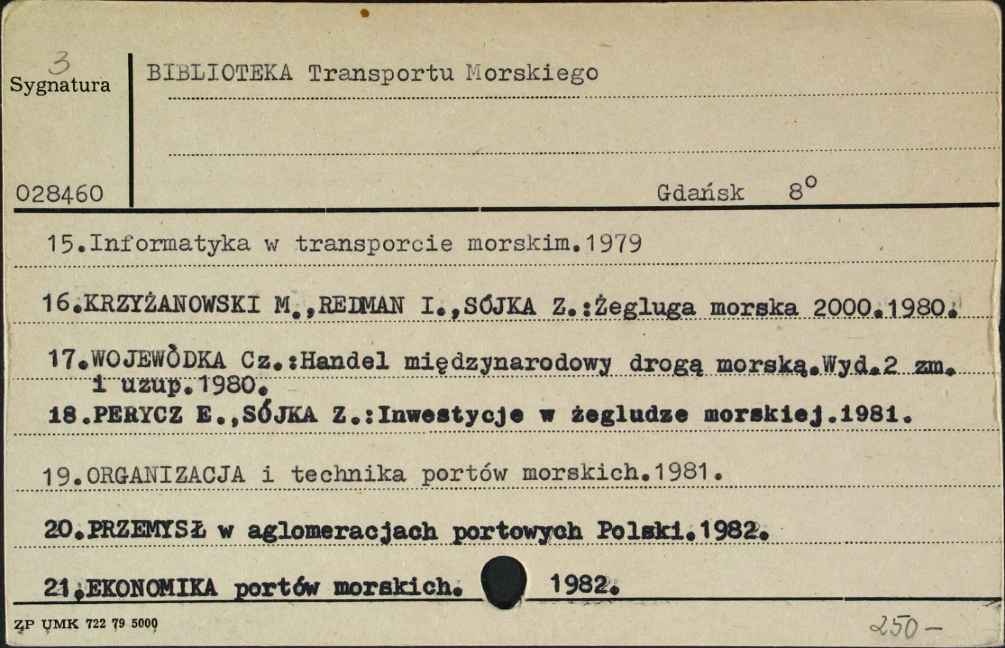 3
Sygnatura
BIBLIOTEKA Transportu Morskiego
028460
Gdańsk 8°
15.Informatyka w transporcie morskim.1979
16.KRZYŻANOWSKI M.,REDMAN I.,SÓJKA Z.:Żegluga morska 2000.1980.
17.WOJEWÓDKA Cz.:Handel międzynarodowy drogą morską.Wyd.2 zm.
i uzup.1980.
18.PERYCZ E.,SÓJKA Z.:Inwestycje w żegludze morskiej.1981.
19.ORGANIZACJA i technika portów morskich.1981.
20.PRZEMYSŁ w aglomeracjach portowych Polski.1982.
21.EKONOMIKA portów morskich. 1982.
ZP UMK 722 79 5000
250-